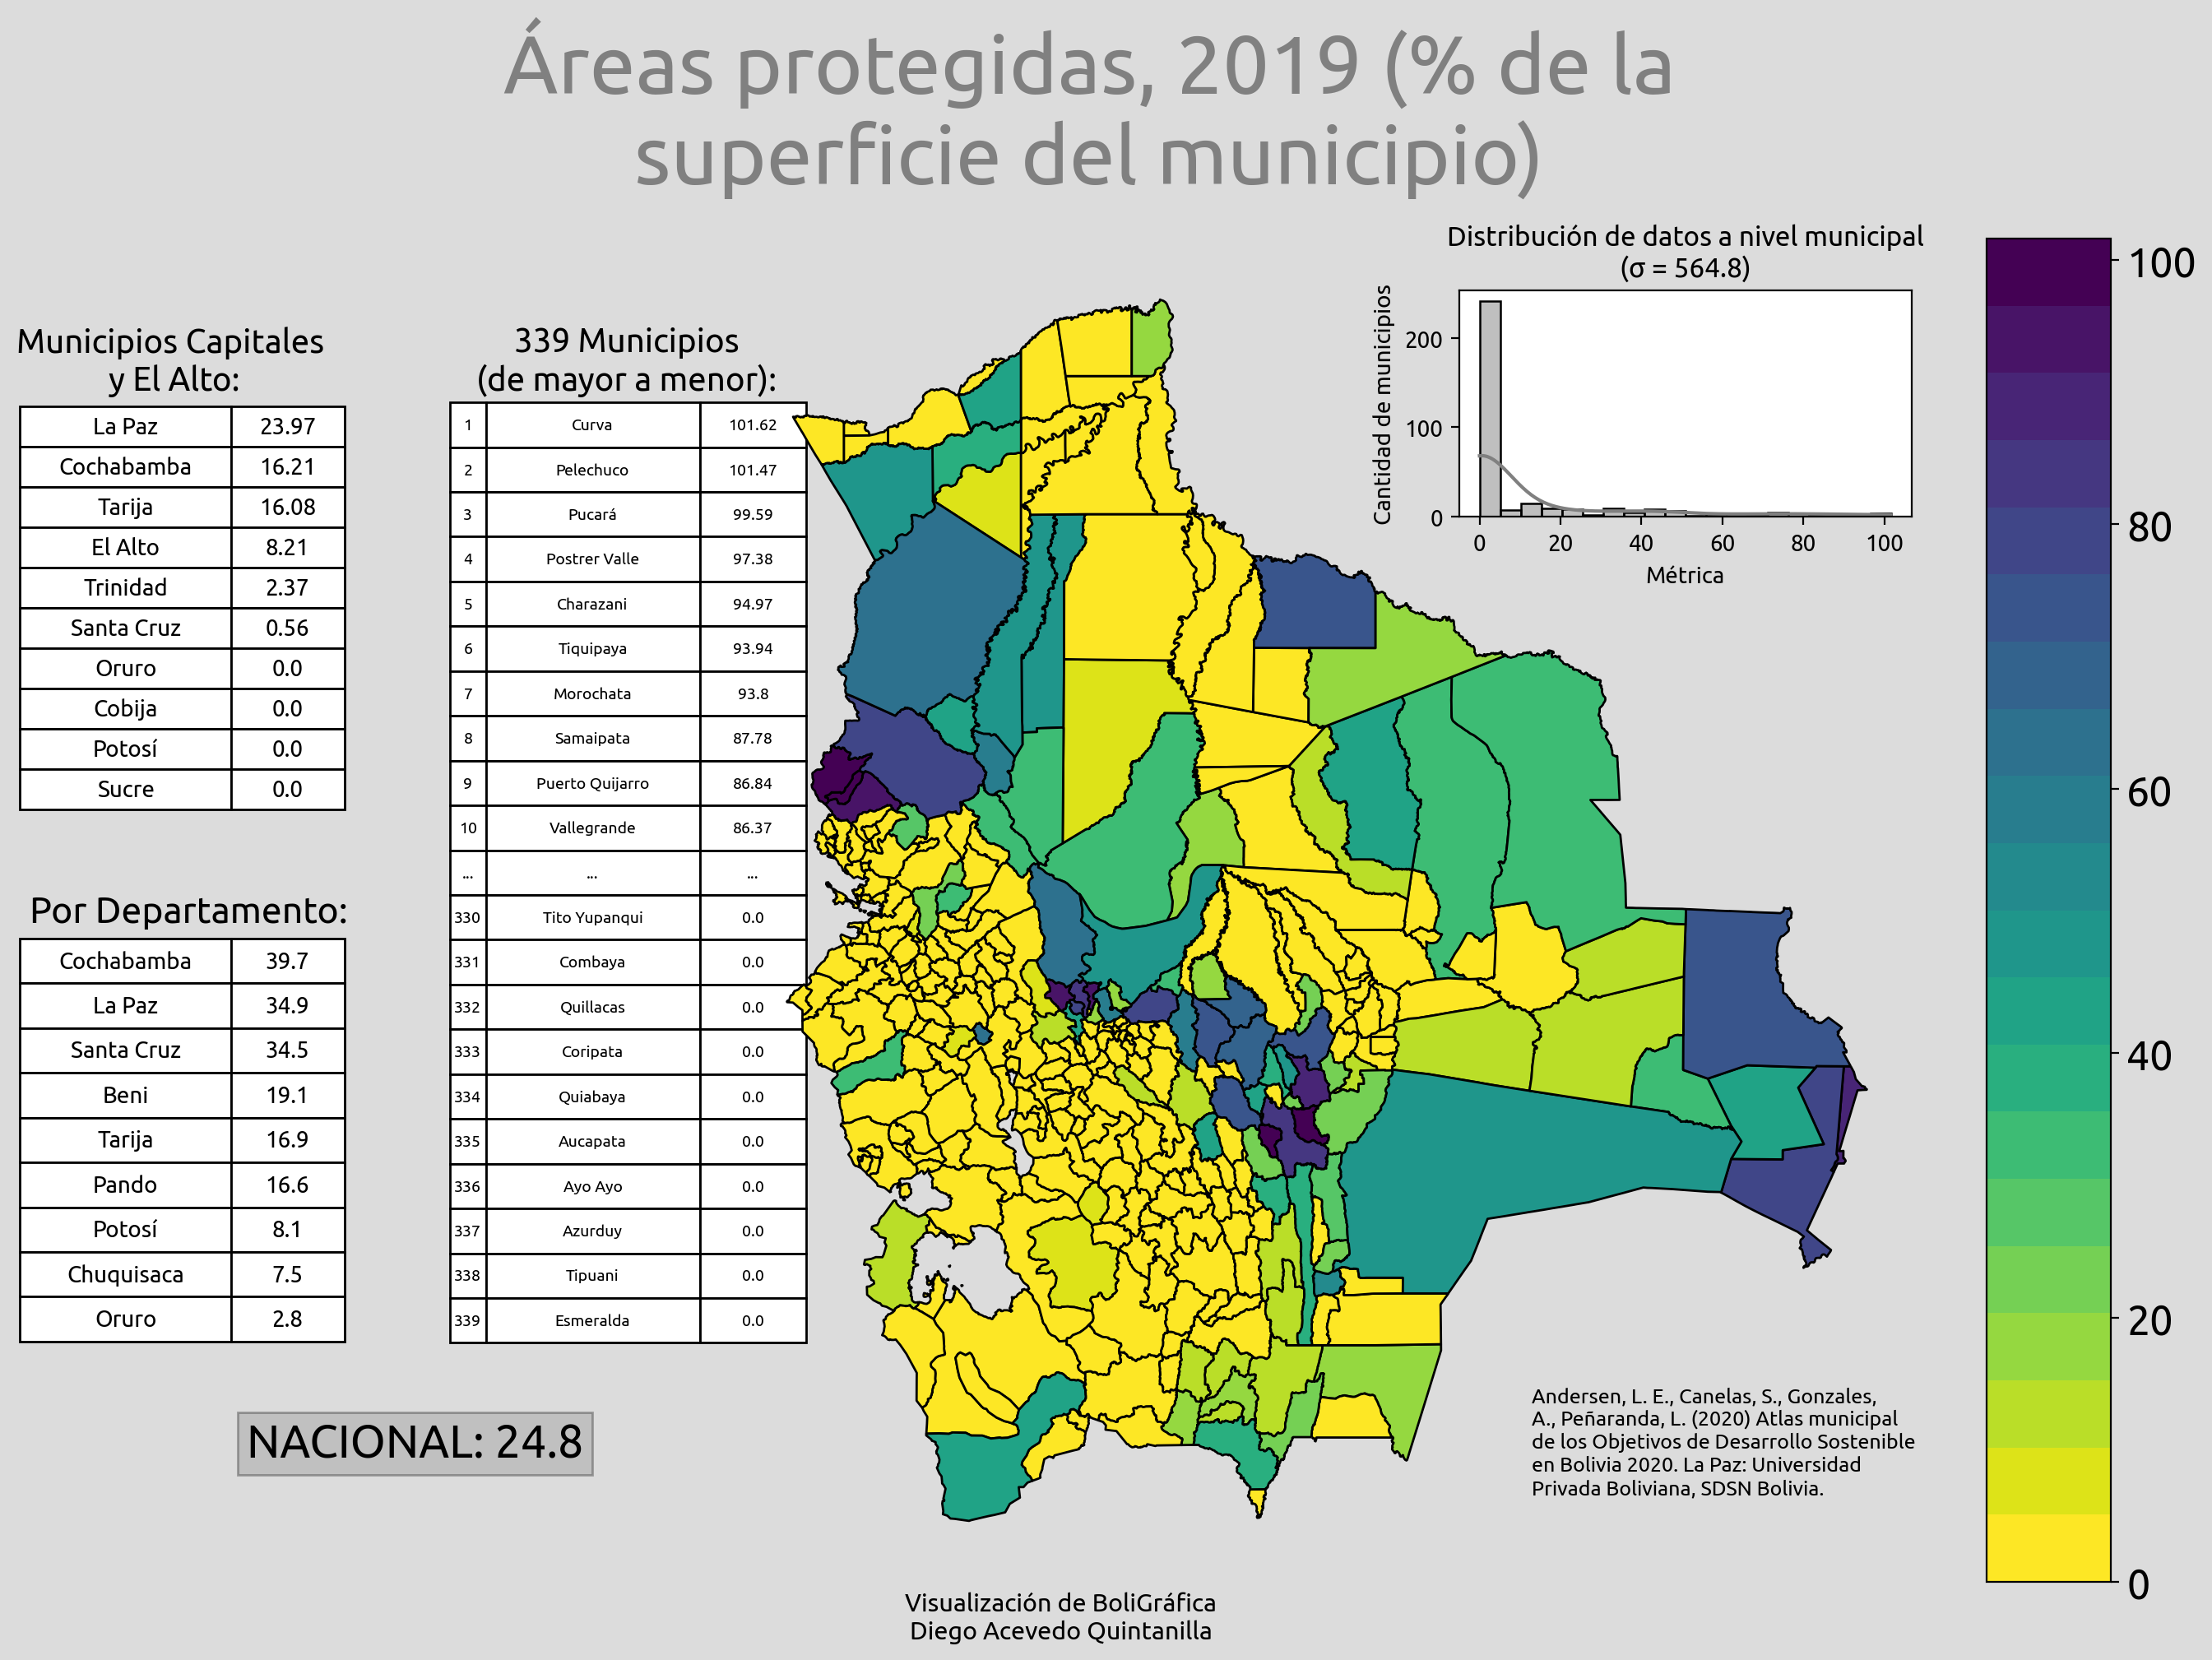 Áreas protegidas, 2019 (% de la
superficie del municipio)
Municipios Capitales
y El Alto:
La Paz 23.97
Cochabamba 16.21
Tarija 16.08
El Alto 8.21
Trinidad 2.37
Santa Cruz 0.56
Oruro 0.0
Cobija 0.0
Potosí 0.0
Sucre 0.0
Por Departamento:
Cochabamba 39.7
La Paz 34.9
Santa Cruz 34.5
Beni 19.1
Tarija 16.9
Pando 16.6
Potosí 8.1
Chuquisaca 7.5
Oruro 2.8
NACIONAL: 24.8
339 Municipios
(de mayor a menor):
1 Curva 101.62
2 Pelechuco 101.47
3 Pucará 99.59
4 Postrer Valle 97.38
5 Charazani 94.97
6 Tiquipaya 93.94
7 Morochata 93.8
8 Samaipata 87.78
9 Puerto Quijarro 86.84
10 Vallegrande 86.37
... ... ...
330 Tito Yupanqui 0.0
331 Combaya 0.0
332 Quillacas 0.0
333 Coripata 0.0
334 Quiabaya 0.0
335 Aucapata 0.0
336 Ayo Ayo 0.0
337 Azurduy 0.0
338 Tipuani 0.0
339 Esmeralda 0.0
Distribución de datos a nivel municipal
(σ = 564.8)
Cantidad de municipios
200
100
0
0 20 40 60 80 100
Métrica
100
80
60
40
20
0
Andersen, L. E., Canelas, S., Gonzales,
A., Peñaranda, L. (2020) Atlas municipal
de los Objetivos de Desarrollo Sostenible
en Bolivia 2020. La Paz: Universidad
Privada Boliviana, SDSN Bolivia.
Visualización de BoliGráfica
Diego Acevedo Quintanilla